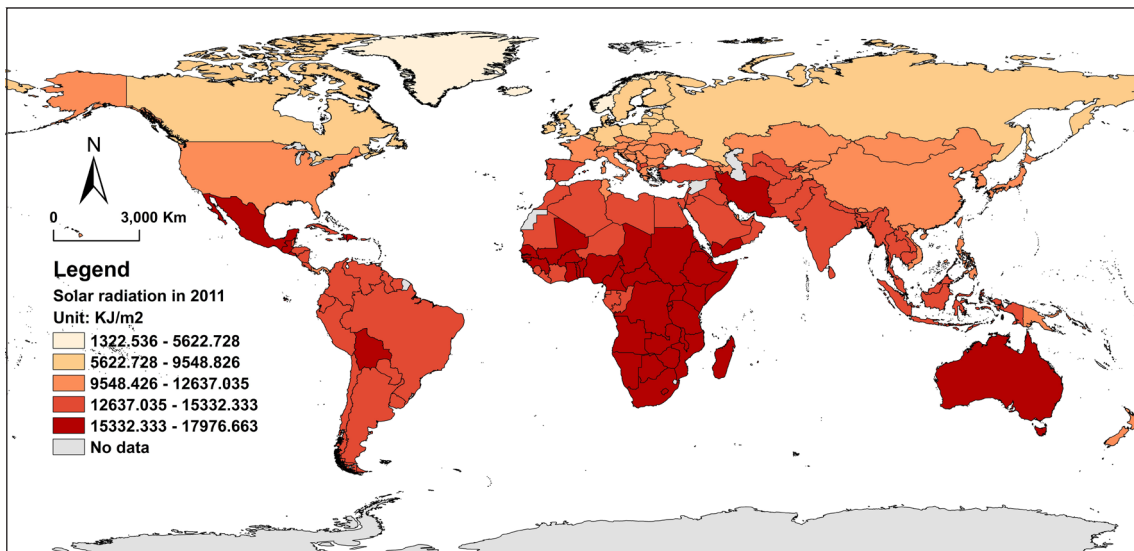 N
0 3,000 Km
Legend
Solar radiation in 2011
Unit: KJ/m2
1322.536 - 5622.728
5622.728 - 9548.826
9548.426 - 12637.035
12637.035 - 15332.333
15332.333 - 17976.663
No data